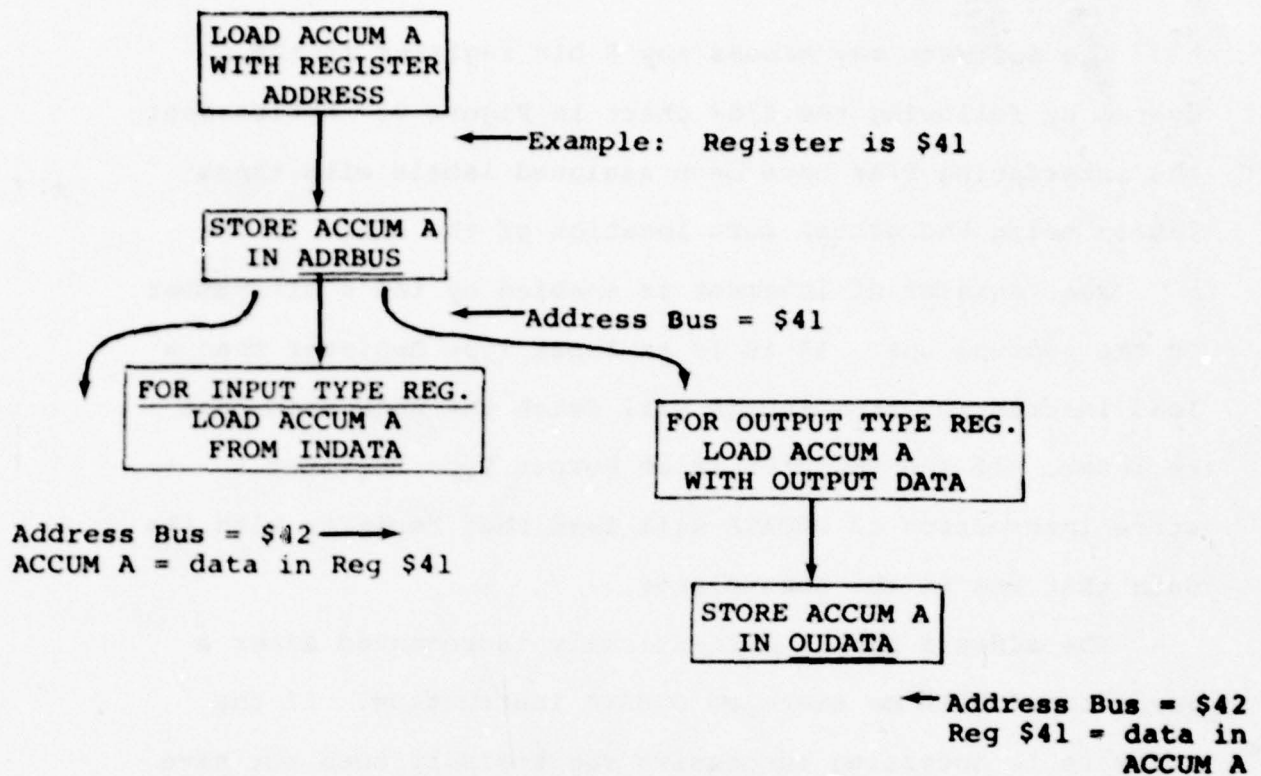 LOAD ACCUM A
WITH REGISTER
ADDRESS
Example: Register is $41
STORE ACCUM A
IN ADRBUS
Address Bus = $41
FOR INPUT TYPE REG.
LOAD ACCUM A
FROM INDATA
FOR OUTPUT TYPE REG.
LOAD ACCUM A
WITH OUTPUT DATA
Address Bus = $42
ACCUM A = data in Reg $41
STORE ACCUM A
IN OUDATA
Address Bus = $42
Reg $41 = data in
ACCUM A